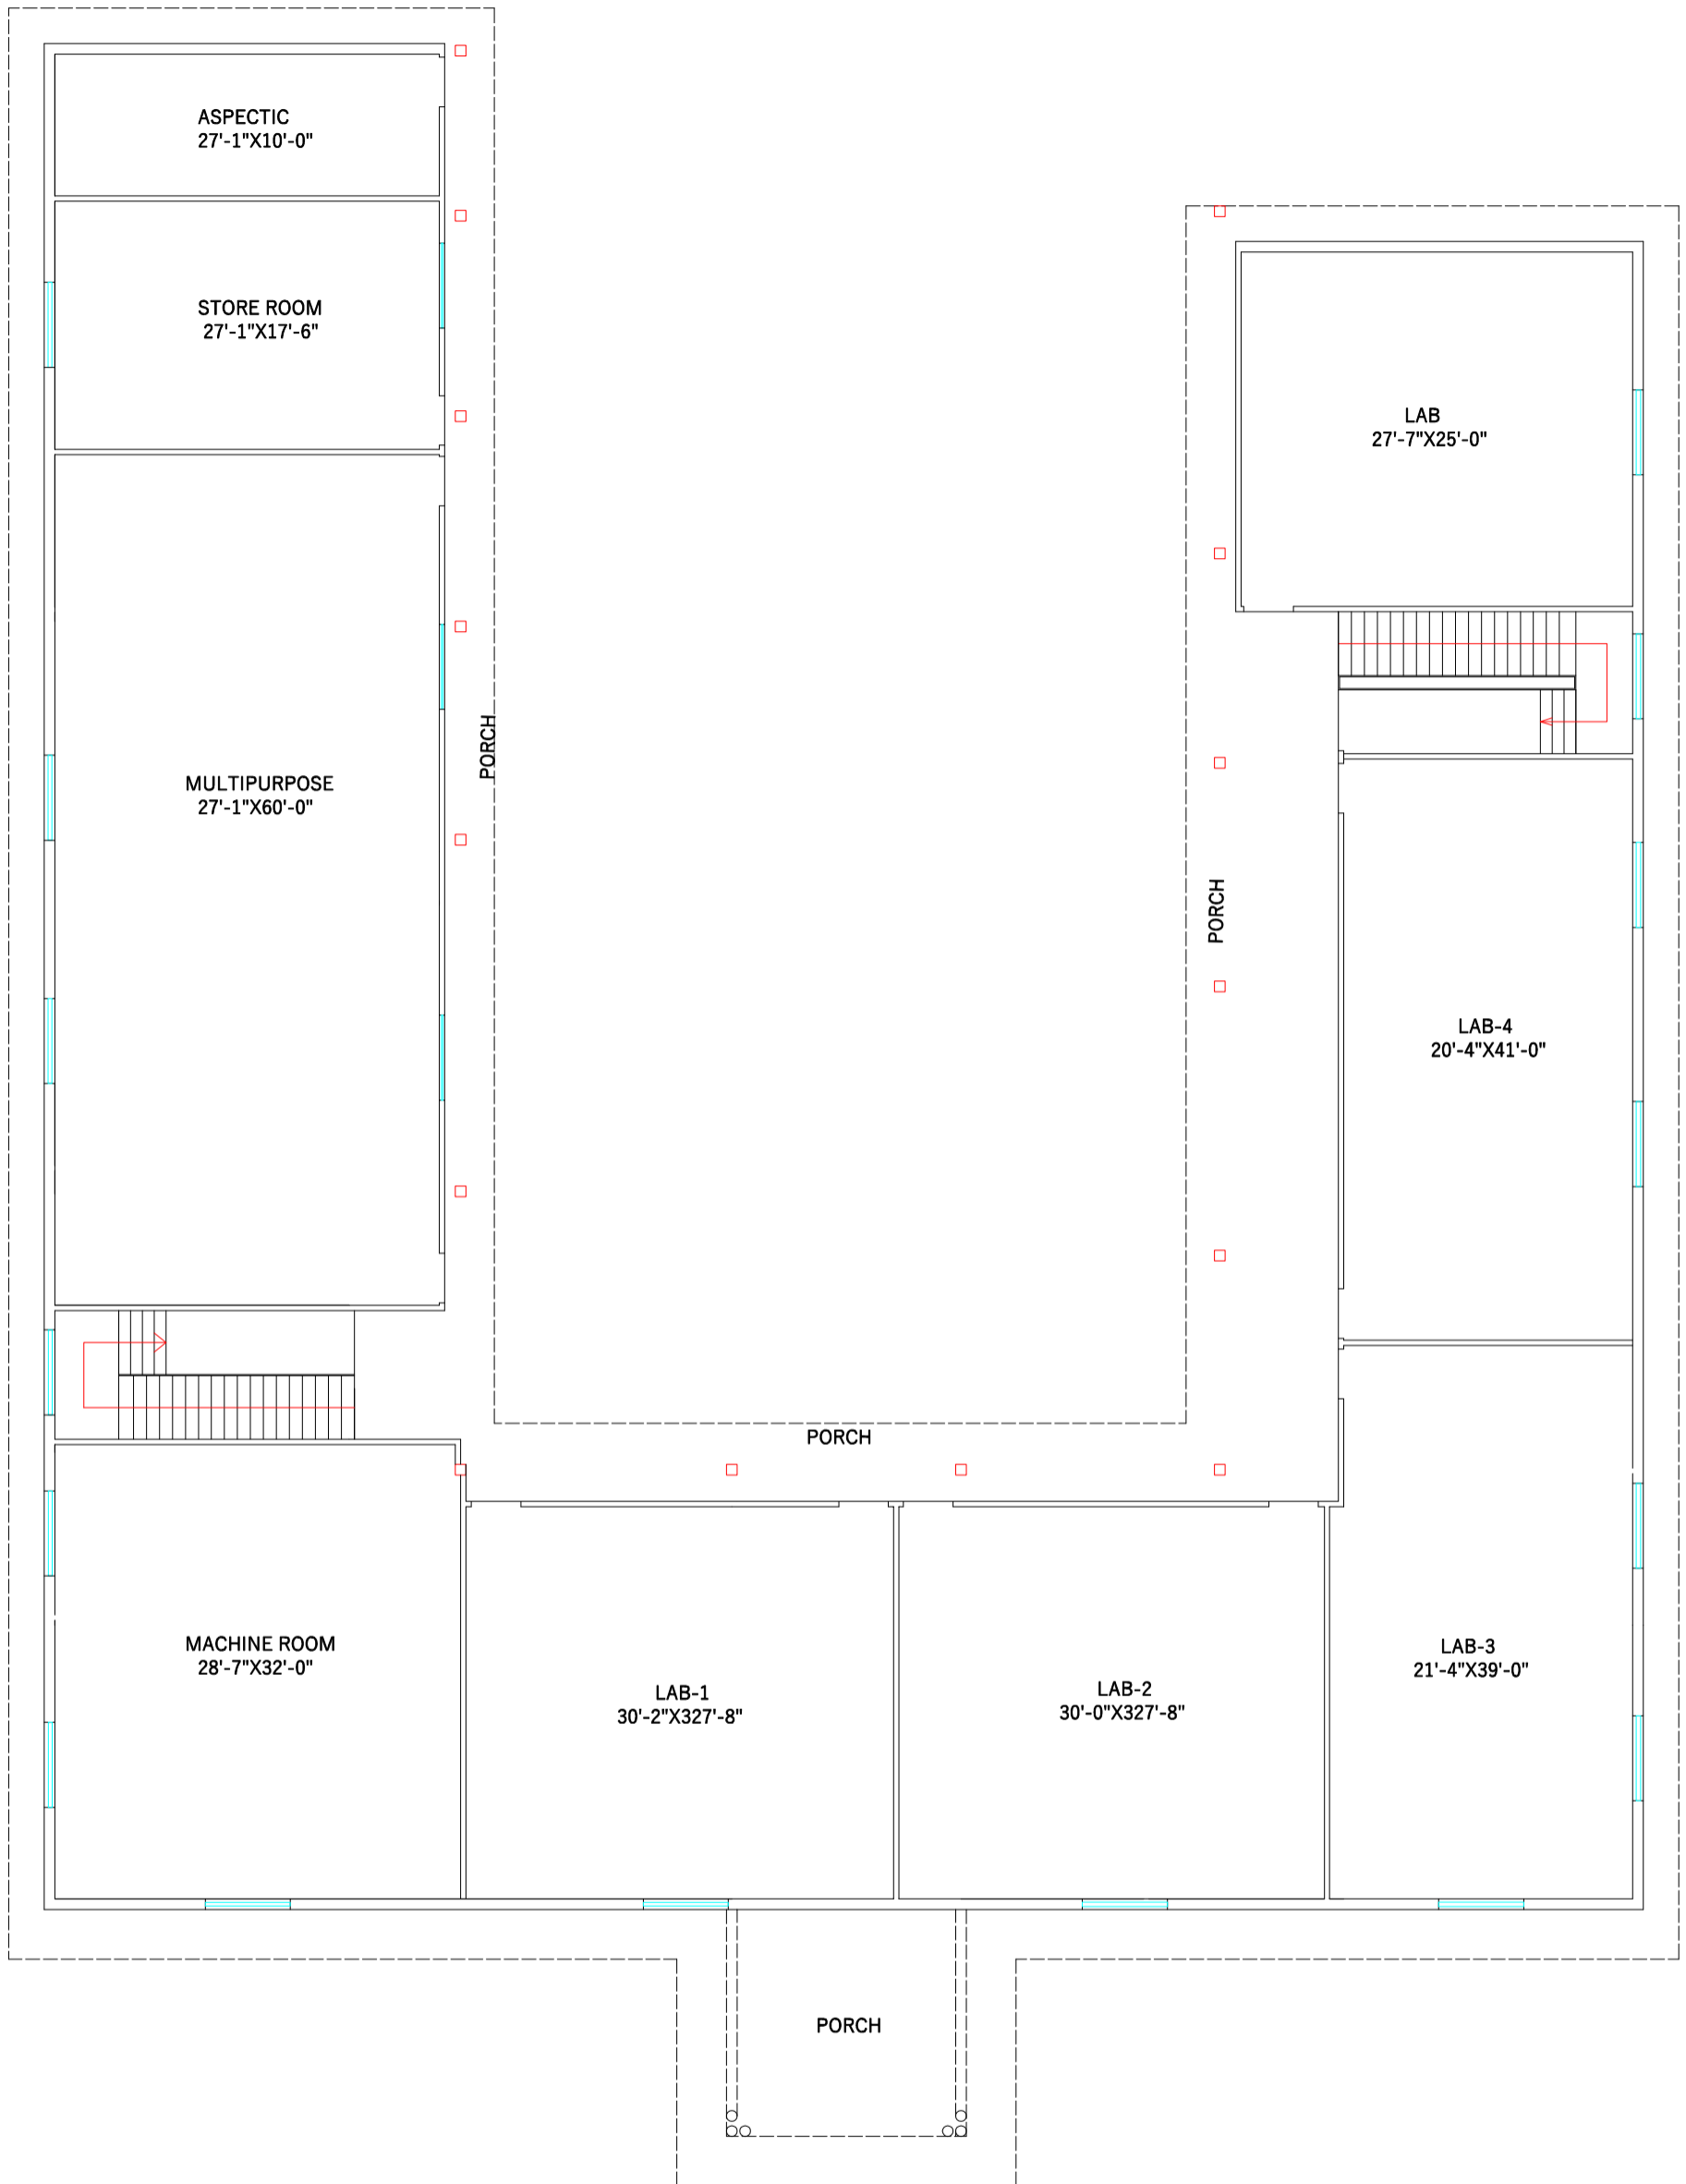 ASPECTIC
27'-1"X10'-0"
STORE ROOM
27'-1"X17'-6"
LAB
27'-7"X25'-0"
MULTIPURPOSE
27'-1"X60'-0"
PORCH
PORCH
LAB-4
20'-4"X41'-0"
PORCH
MACHINE ROOM
28'-7"X32'-0"
LAB-1
30'-2"X327'-8"
LAB-2
30'-0"X327'-8"
LAB-3
21'-4"X39'-0"
PORCH